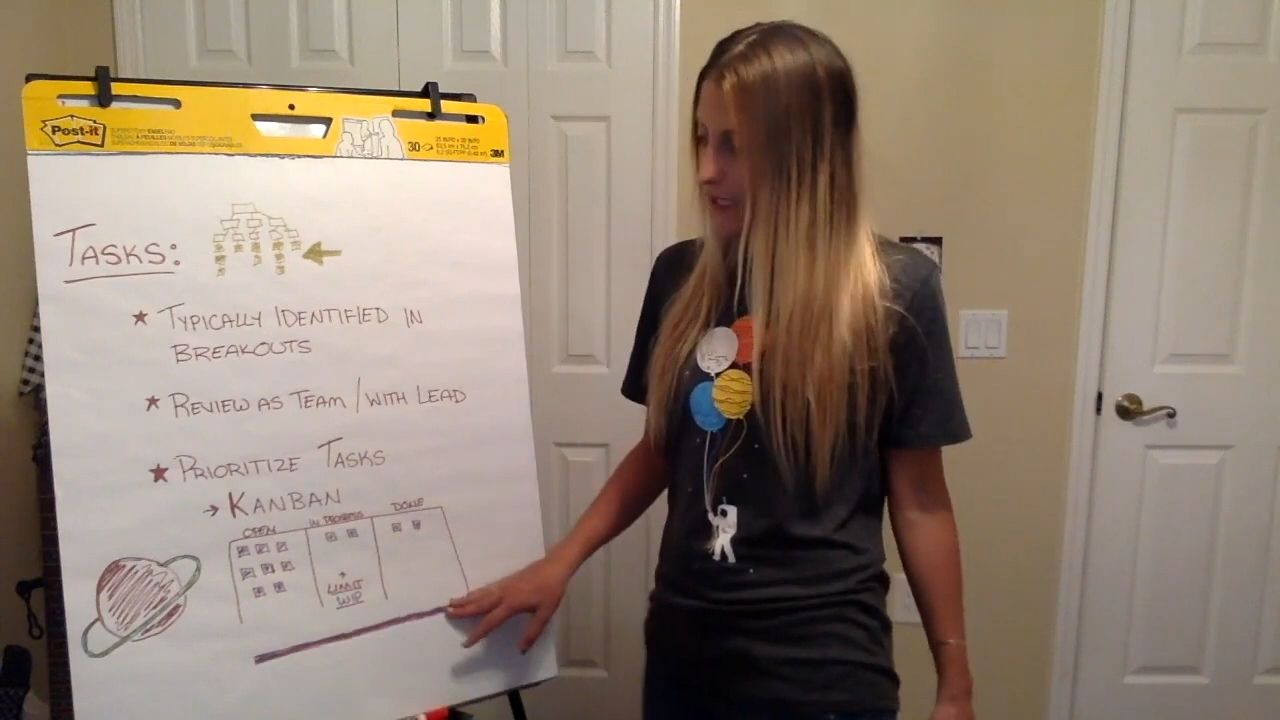 Post-it
30
3M
TASKS:
★ TYPICALLY IDENTIFIED IN
BREAKOUTS
★ REVIEW AS TEAM / WITH LEAD
★ PRIORITIZE TASKS
→ KANBAN
OPEN IN PROGRESS DONE
LIMIT
WIP